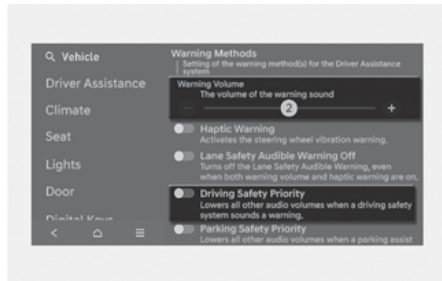 Vehicle
Driver Assistance
Climate
Seat
Lights
Door
Digital Keys
Warning Methods
Setting of the warning method(s) for the Driver Assistance
system
Warning Volume
The volume of the warning sound
2
Haptic Warning
Activates the steering wheel vibration warning.
Lane Safety Audible Warning Off
Turns off the Lane Safety Audible Warning, even
when both warning volume and haptic warning are on.
Driving Safety Priority
Lowers all other audio volumes when a driving safety
system sounds a warning.
Parking Safety Priority
Lowers all other audio volumes when a parking assist